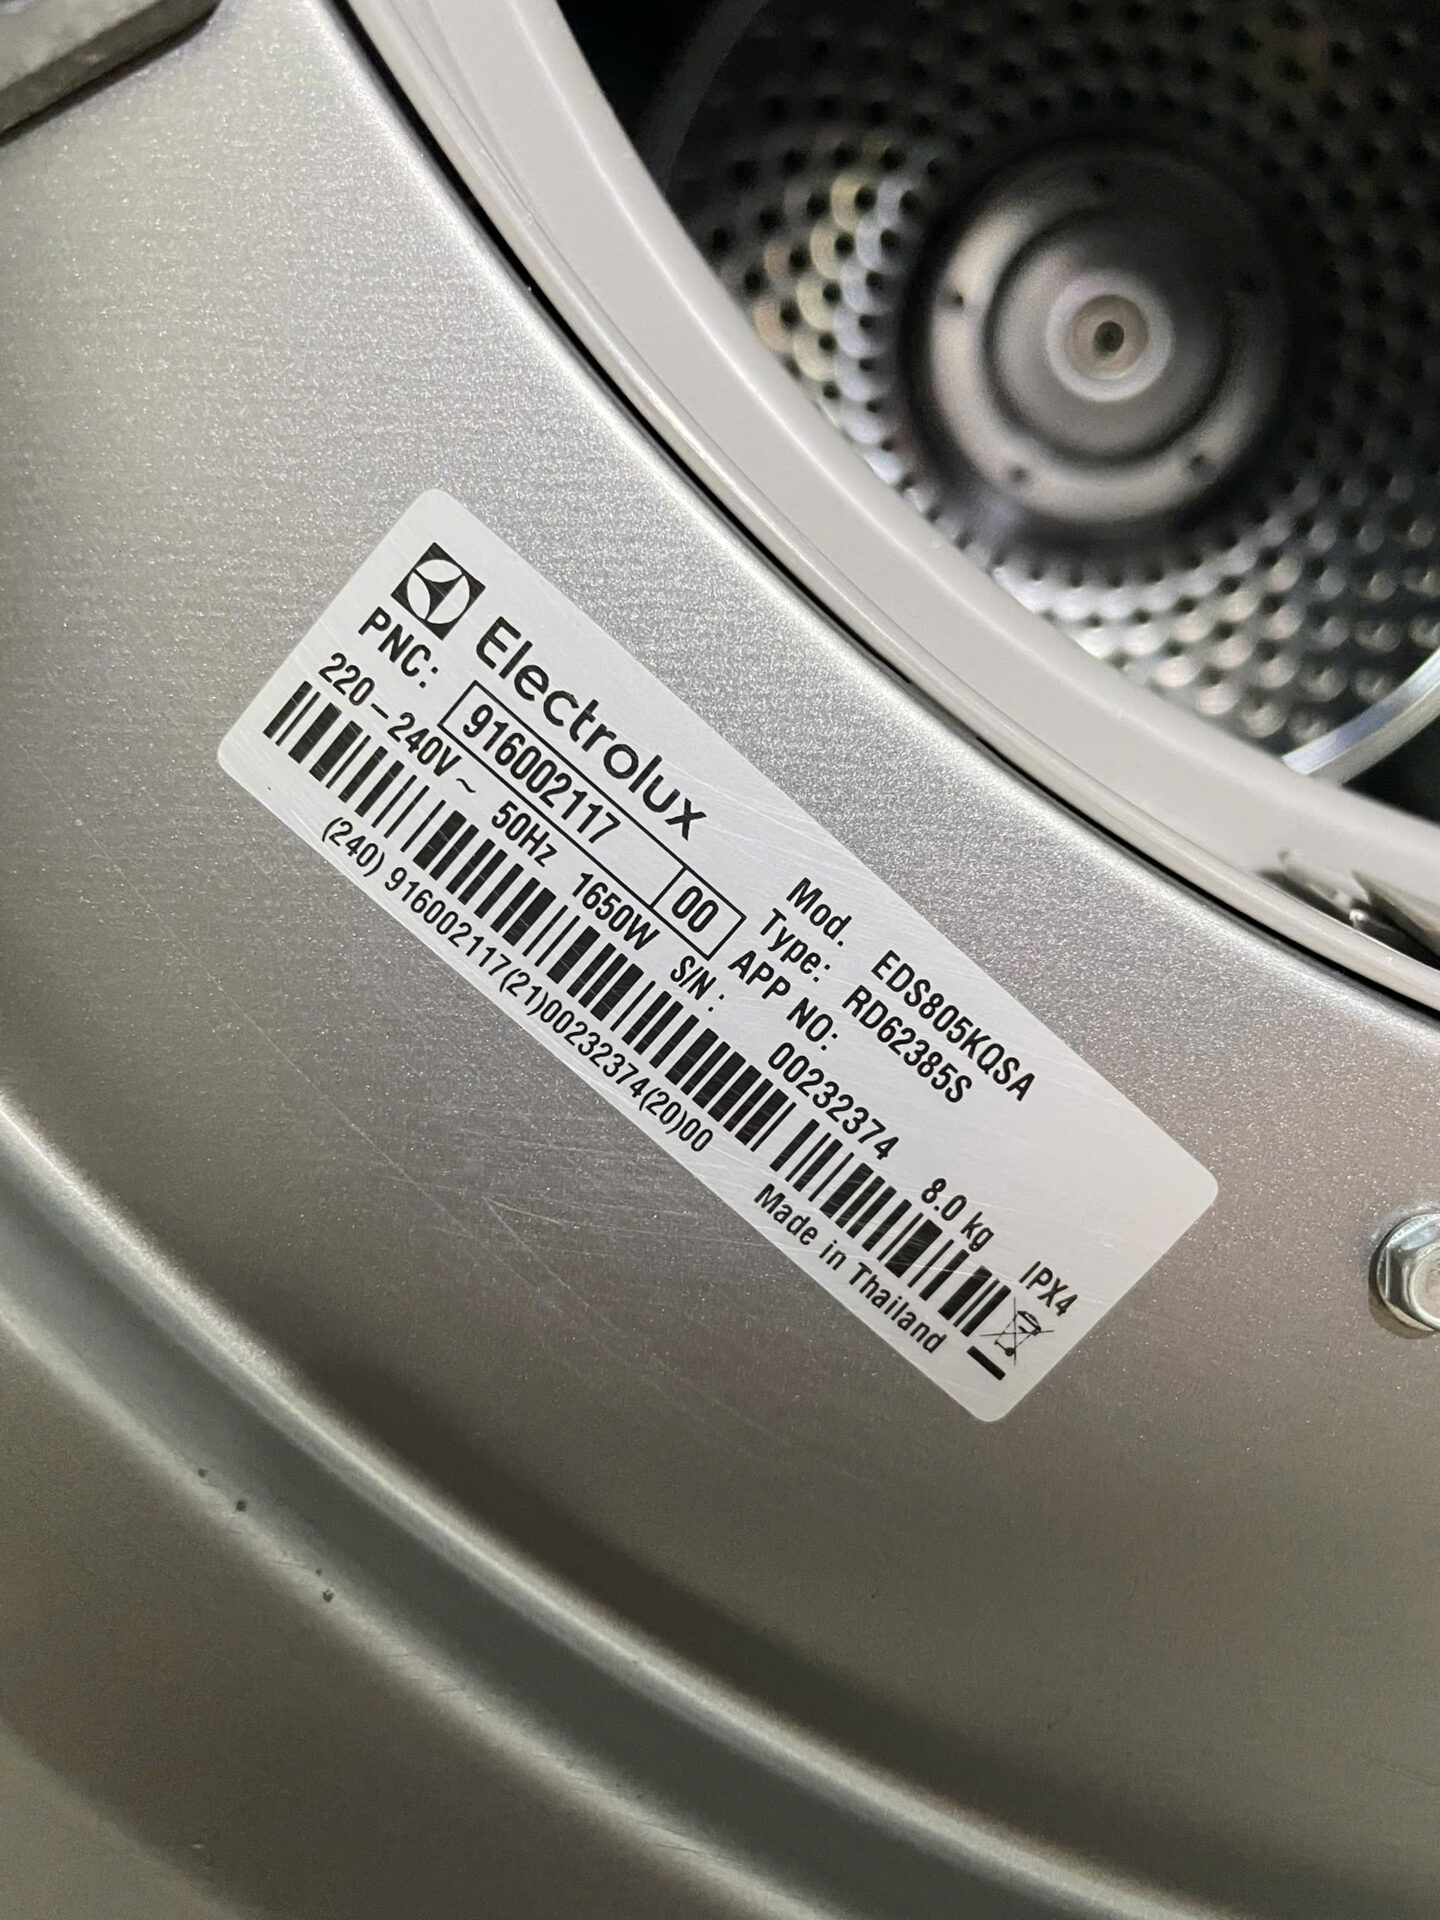 Electrolux
Mod. EDS805KQSA
Type: RD62385S
PNC: 916002117 00 APP NO:
220–240V ~ 50Hz 1650W S/N : 00232374 8.0 kg IPX4
(240) 916002117(21)00232374(20)00 Made in Thailand